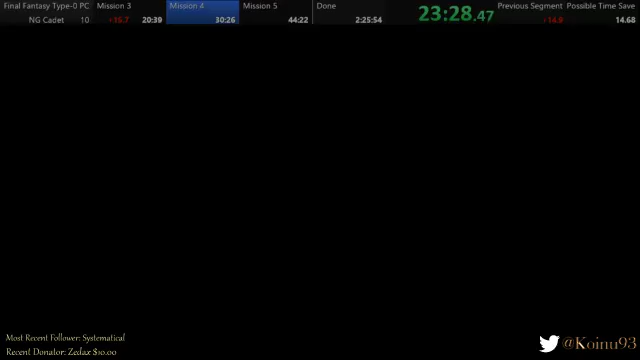 Final Fantasy Type-0 PC Mission 3 Mission 4 Mission 5 Done 23:28.47 Previous Segment Possible Time Save
NG Cadet 10 +15.7 20:39 30:26 44:22 2:25:54 +14.9 14.68
Most Recent Follower: Systematical
Recent Donator: Zedax $10.00
@Koinu93